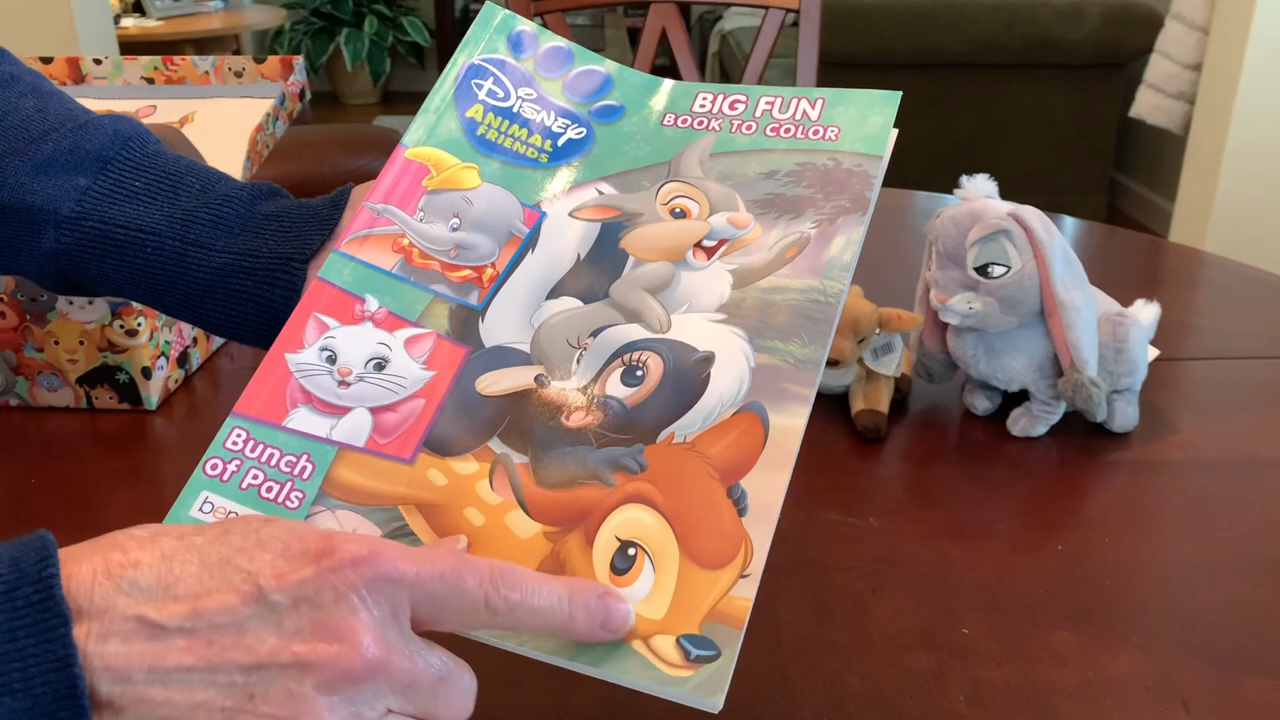 DISNEY
ANIMAL
FRIENDS
BIG FUN
BOOK TO COLOR
Bunch
of Pals